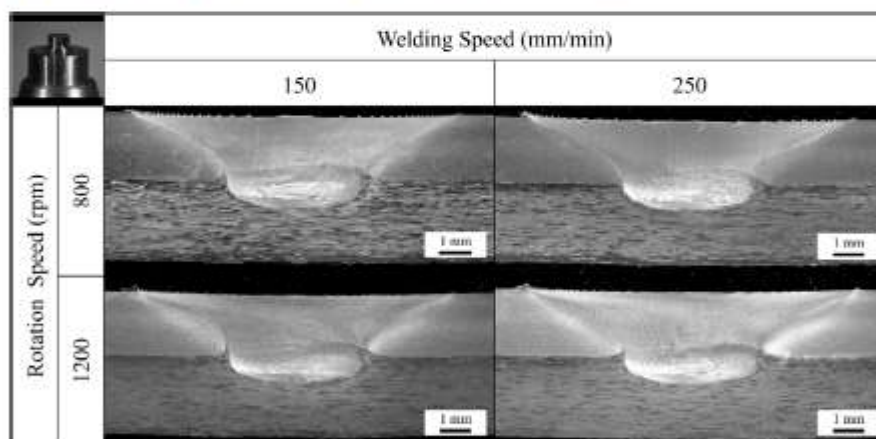 Welding Speed (mm/min)
150
250
Rotation Speed (rpm)
800
1 mm
1 mm
1200
1 mm
1 mm